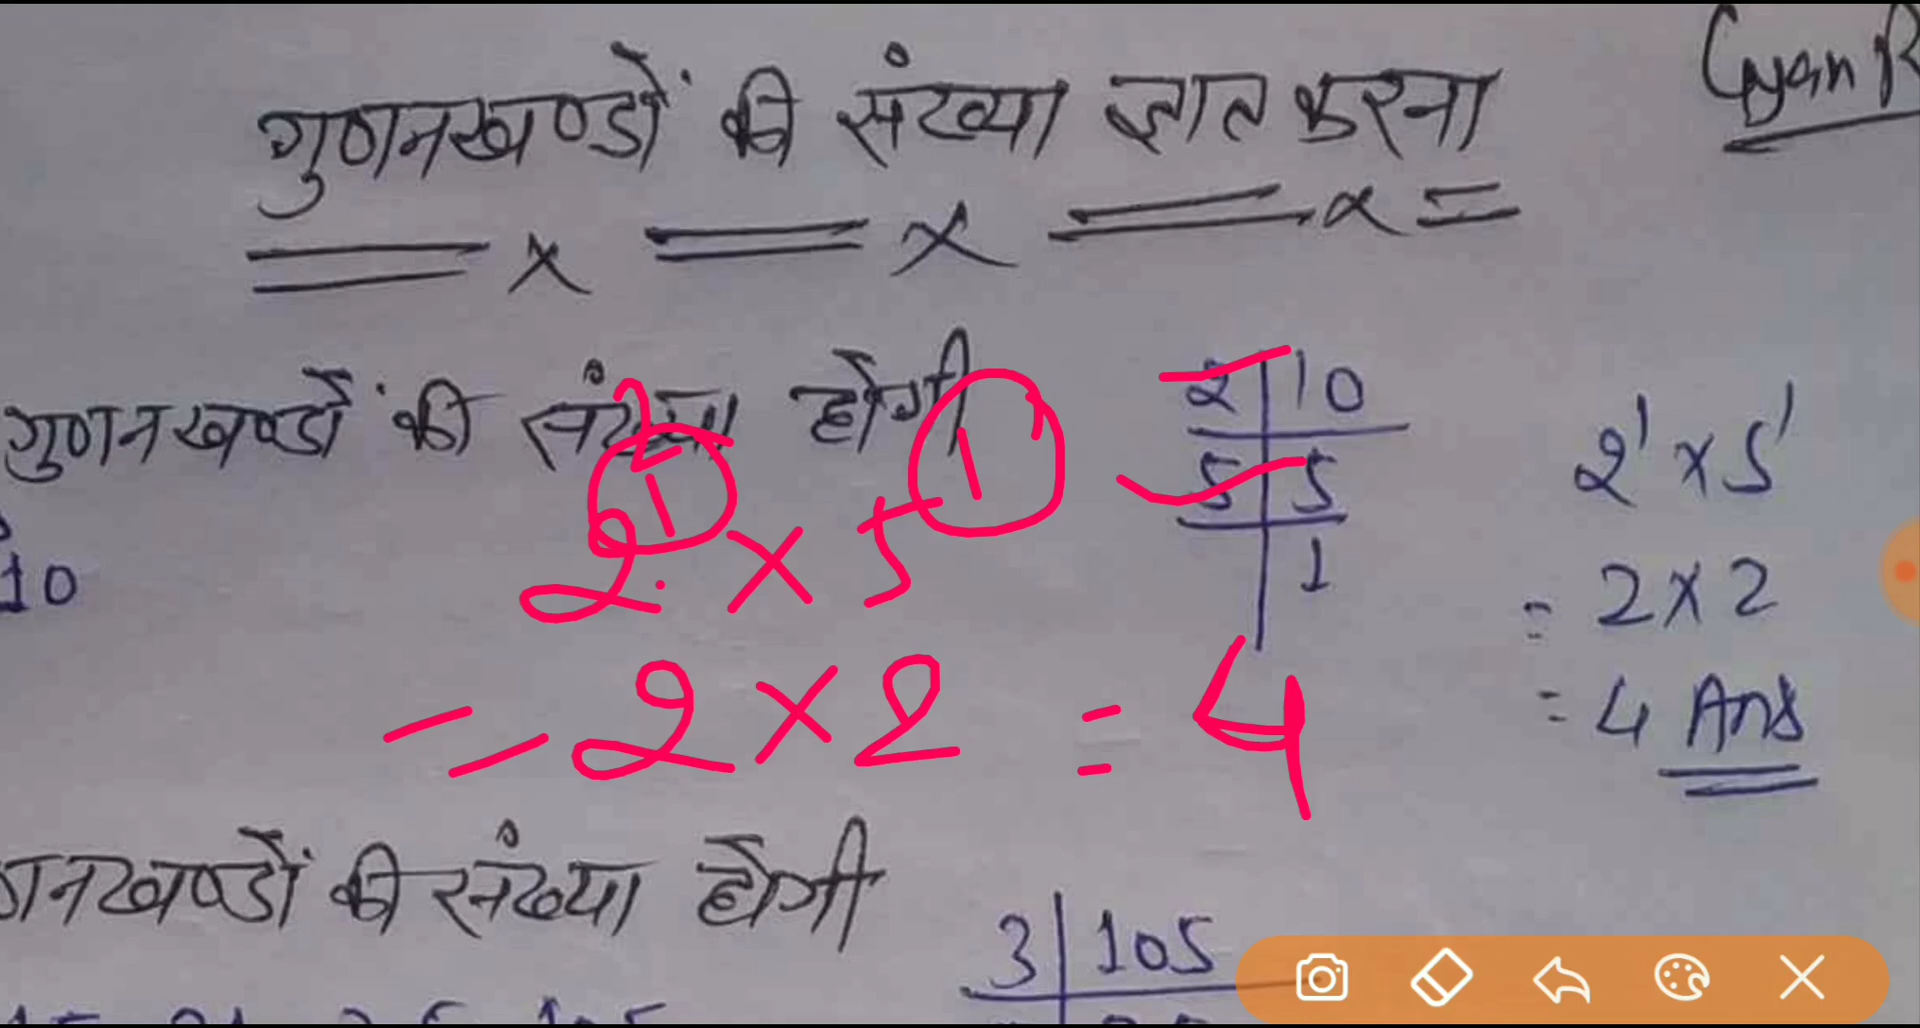 गुणनखण्डों की संख्या ज्ञात करना
Gyan R
= × = × = × =
गुणनखण्डों की संख्या होगी
2 | 10
5 | 5
1
10
2¹ × 5¹
= 2 × 2
= 4 Ans
2¹ × 5¹
= 2 × 2 = 4
णनखण्डों की संख्या होगी
3 | 105